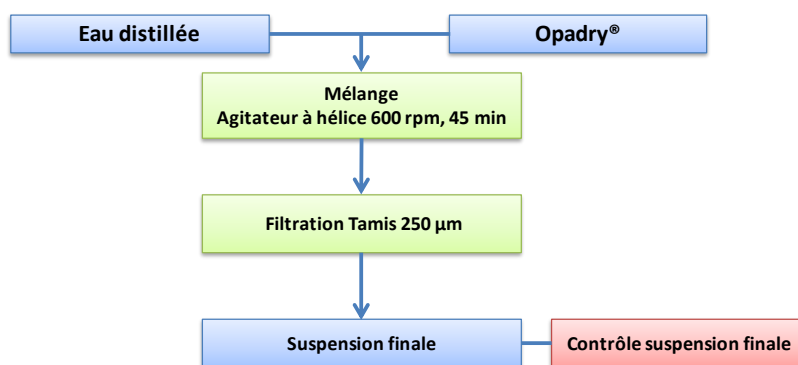 Eau distillée
Opadry®
Mélange
Agitateur à hélice 600 rpm, 45 min
Filtration Tamis 250 µm
Suspension finale
Contrôle suspension finale